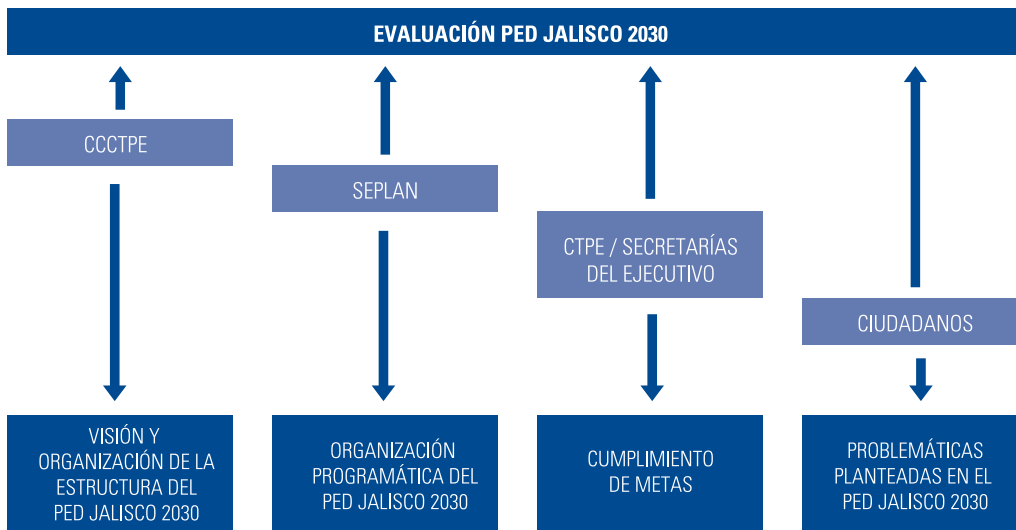 EVALUACIÓN PED JALISCO 2030
CCCTPE
SEPLAN
CTPE / SECRETARÍAS
DEL EJECUTIVO
CIUDADANOS
VISIÓN Y
ORGANIZACIÓN DE LA
ESTRUCTURA DEL
PED JALISCO 2030
ORGANIZACIÓN
PROGRAMÁTICA DEL
PED JALISCO 2030
CUMPLIMIENTO
DE METAS
PROBLEMÁTICAS
PLANTEADAS EN EL
PED JALISCO 2030